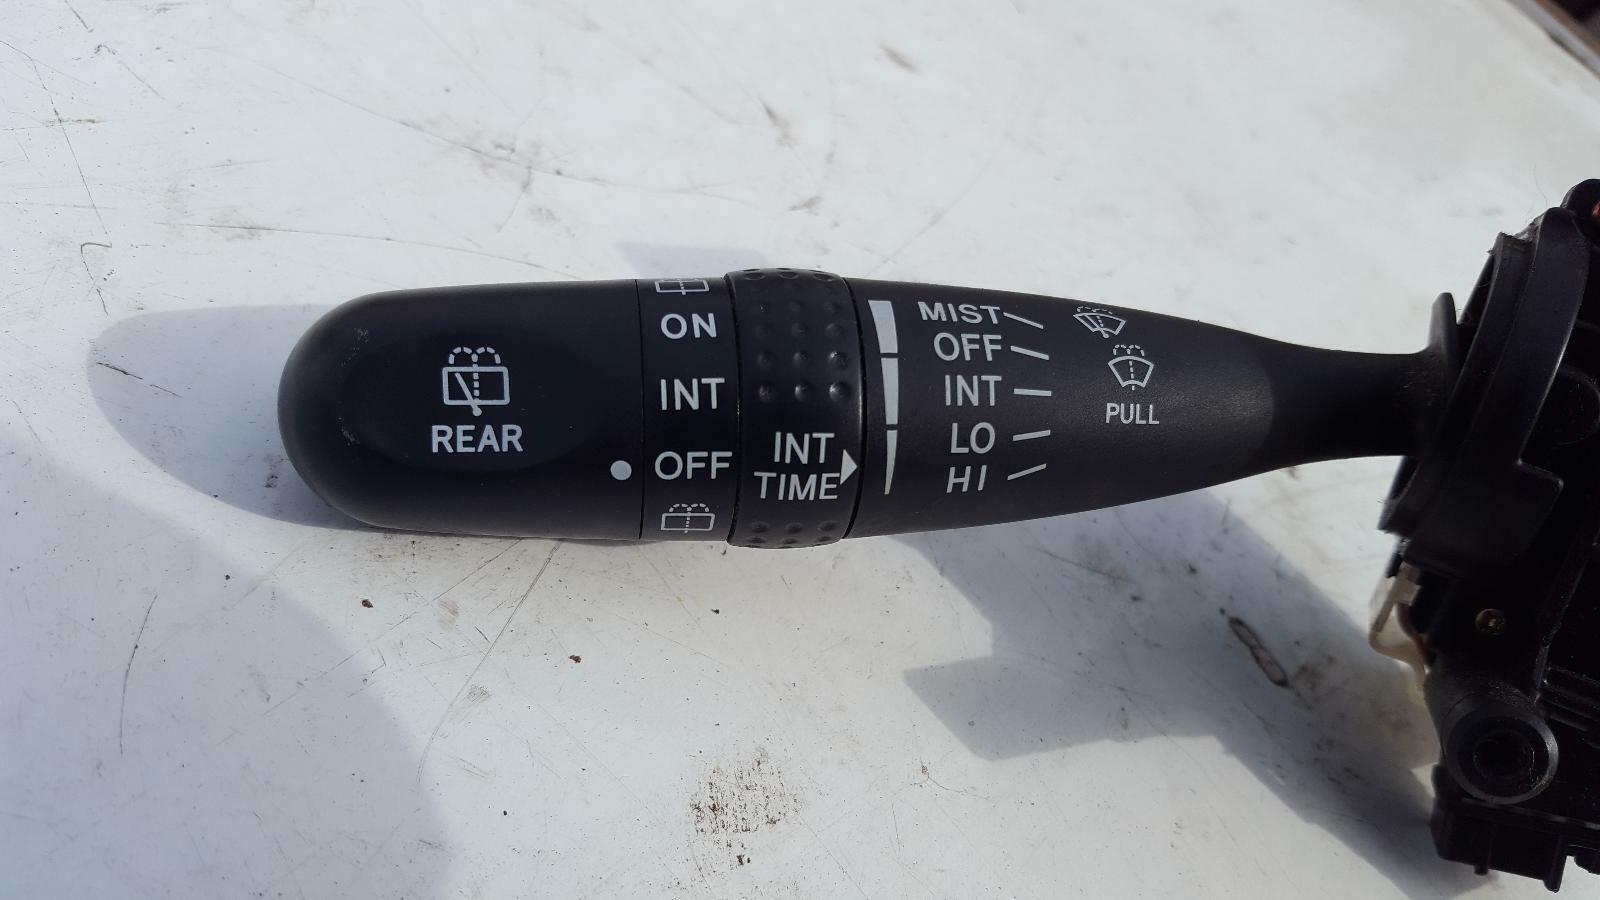 REAR
ON
INT
OFF
INT
TIME
MIST
OFF
INT
LO
HI
PULL